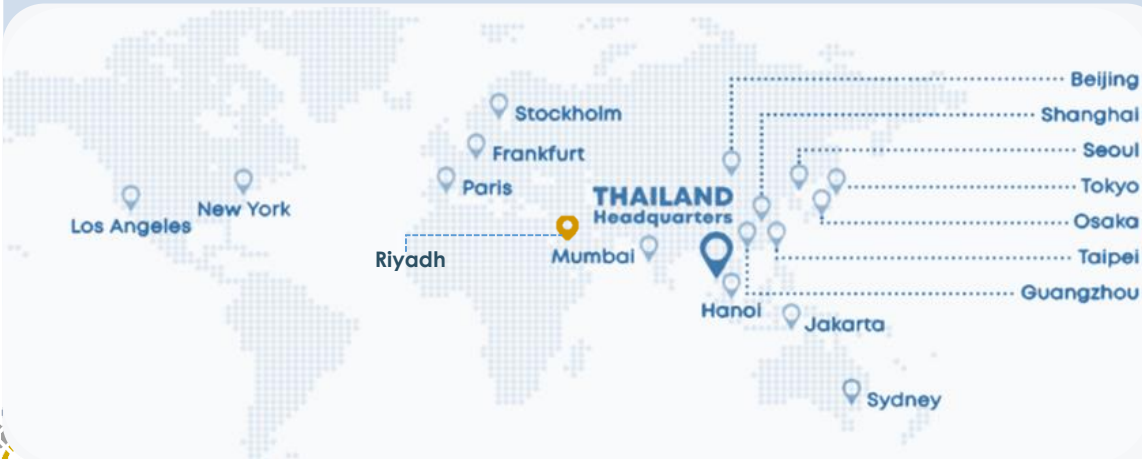 Beijing
Shanghai
Stockholm
Seoul
Frankfurt
Tokyo
Paris
THAILAND
Headquarters
New York
Los Angeles
Osaka
Riyadh
Mumbai
Taipei
Guangzhou
Hanoi
Jakarta
Sydney